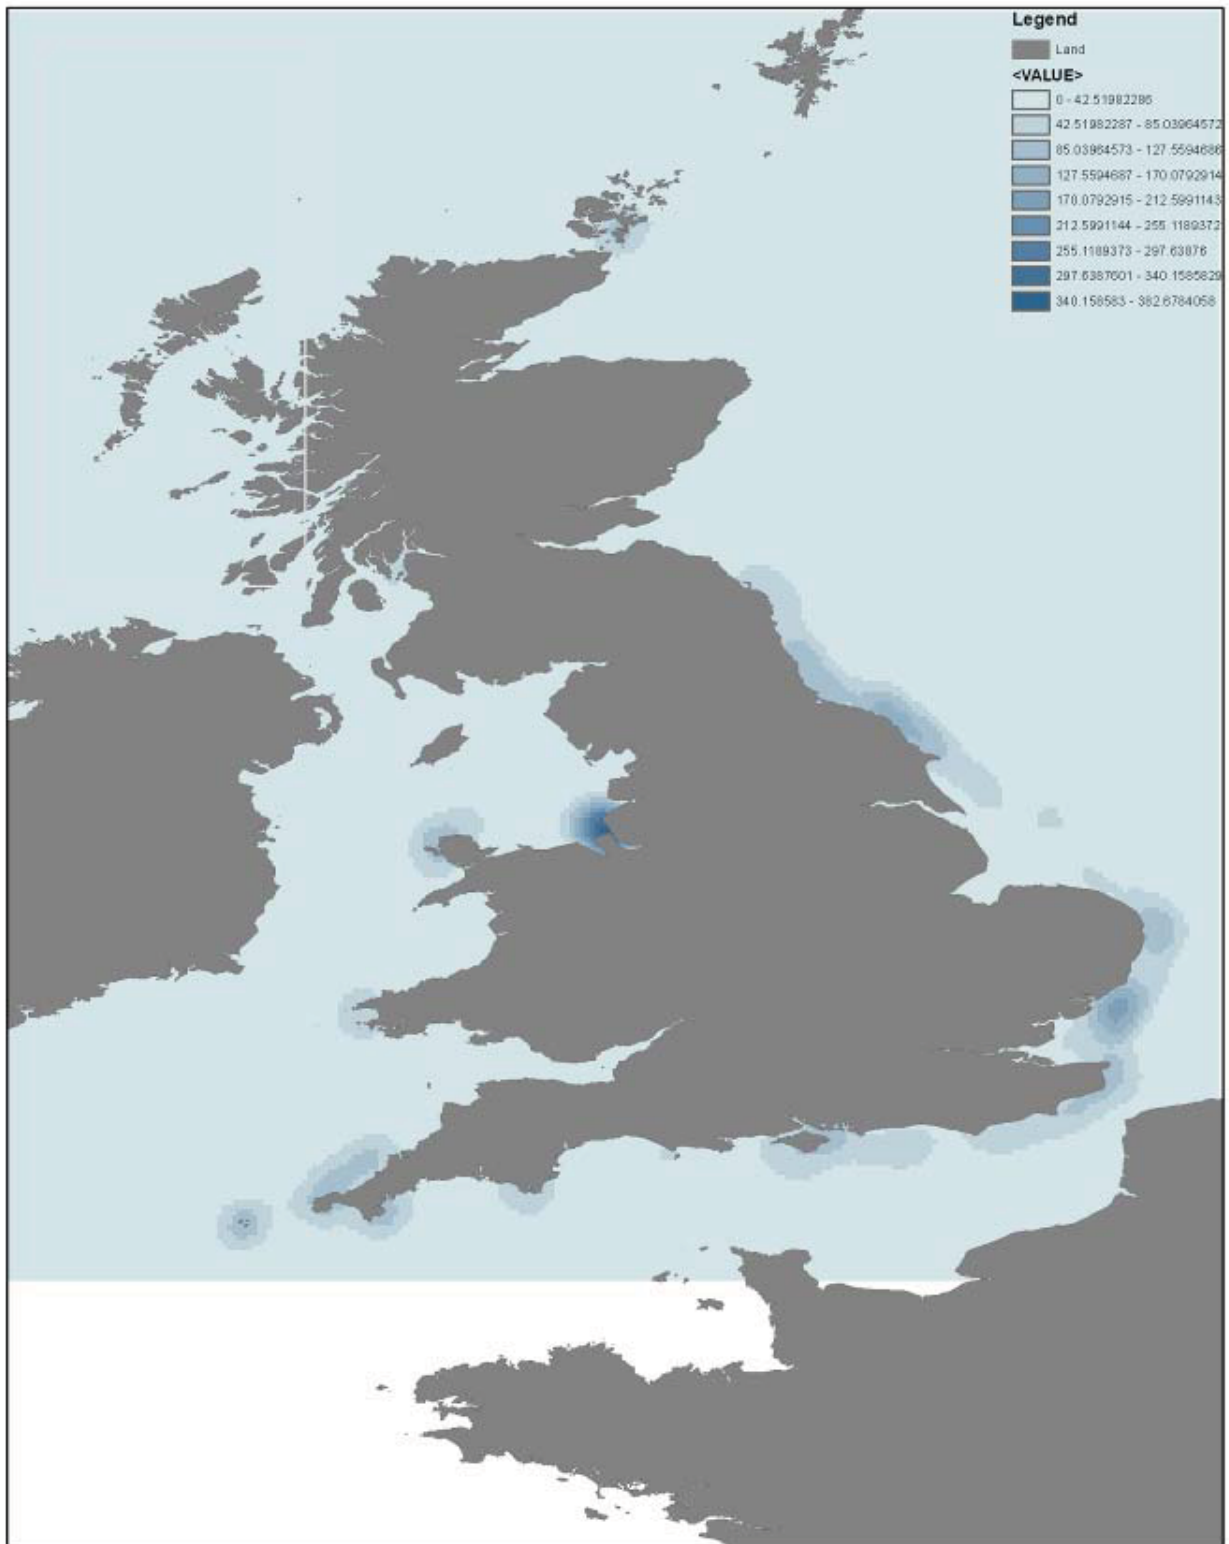 Legend
Land
<VALUE>
0 - 42.51982286
42.51982287 - 85.03964572
85.03964573 - 127.5594686
127.5594687 - 170.0792914
170.0792915 - 212.5991143
212.5991144 - 255.1189372
255.1189373 - 297.63876
297.6387601 - 340.1585829
340.158583 - 382.6784058